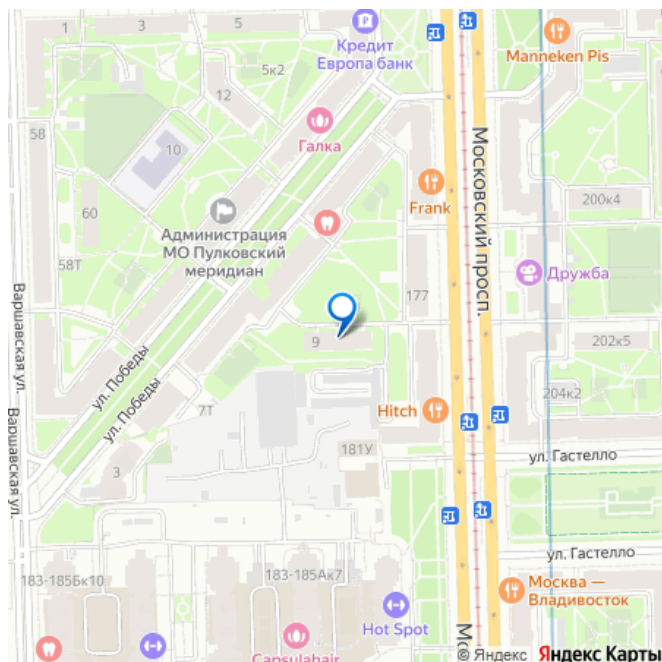 1
3
5
Кредит
Европа банк
Manneken Pis
5к2
12
58
Галка
10
Московский просп.
200к4
Frank
60
Администрация
МО Пулковский
меридиан
58Т
Дружба
Варшавская ул.
177
9
202к5
ул. Победы
204к2
ул. Победы
7Т
Hitch
Варшавская ул.
181У
ул. Гастелло
3
ул. Гастелло
183-185Бк10
183-185Ак7
Москва —
Владивосток
Hot Spot
Capsulahair
Мос
© Яндекс Яндекс Карты